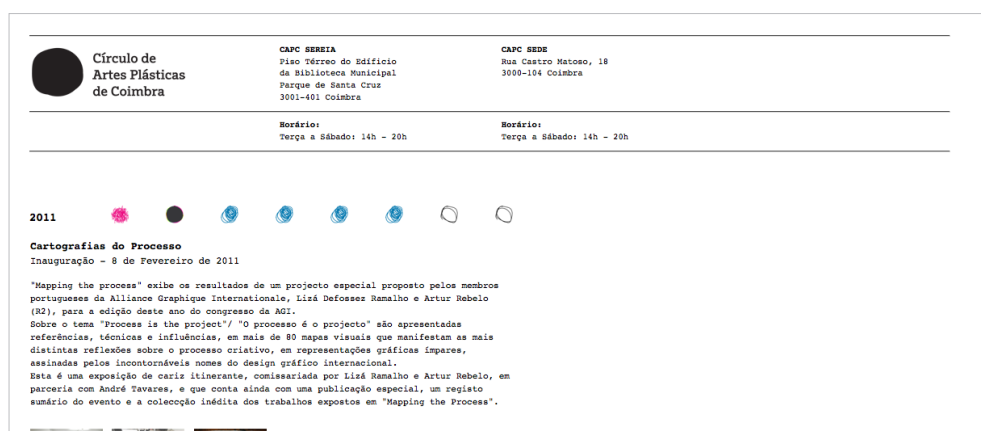 Círculo de
Artes Plásticas
de Coimbra
CAPC SEREIA
Piso Térreo do Edíficio
da Biblioteca Municipal
Parque de Santa Cruz
3001-401 Coimbra
CAPC SEDE
Rua Castro Matoso, 18
3000-104 Coimbra
Horário:
Terça a Sábado: 14h - 20h
Horário:
Terça a Sábado: 14h - 20h
2011
Cartografias do Processo
Inauguração - 8 de Fevereiro de 2011
"Mapping the process" exibe os resultados de um projecto especial proposto pelos membros
portugueses da Alliance Graphique Internationale, Lizá Defossez Ramalho e Artur Rebelo
(R2), para a edição deste ano do congresso da AGI.
Sobre o tema "Process is the project"/ "O processo é o projecto" são apresentadas
referências, técnicas e influências, em mais de 80 mapas visuais que manifestam as mais
distintas reflexões sobre o processo criativo, em representações gráficas ímpares,
assinadas pelos incontornáveis nomes do design gráfico internacional.
Esta é uma exposição de cariz itinerante, comissariada por Lizá Ramalho e Artur Rebelo, em
parceria com André Tavares, e que conta ainda com uma publicação especial, um registo
sumário do evento e a colecção inédita dos trabalhos expostos em "Mapping the Process".